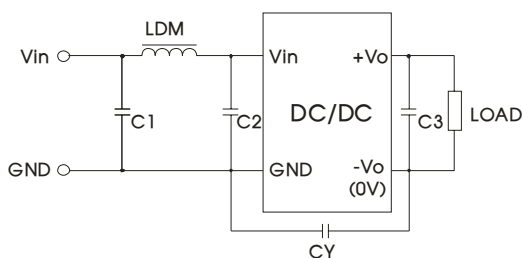 LDM
Vin
Vin
+Vo
C1
C2
DC/DC
C3
LOAD
GND
GND
-Vo
(0V)
CY